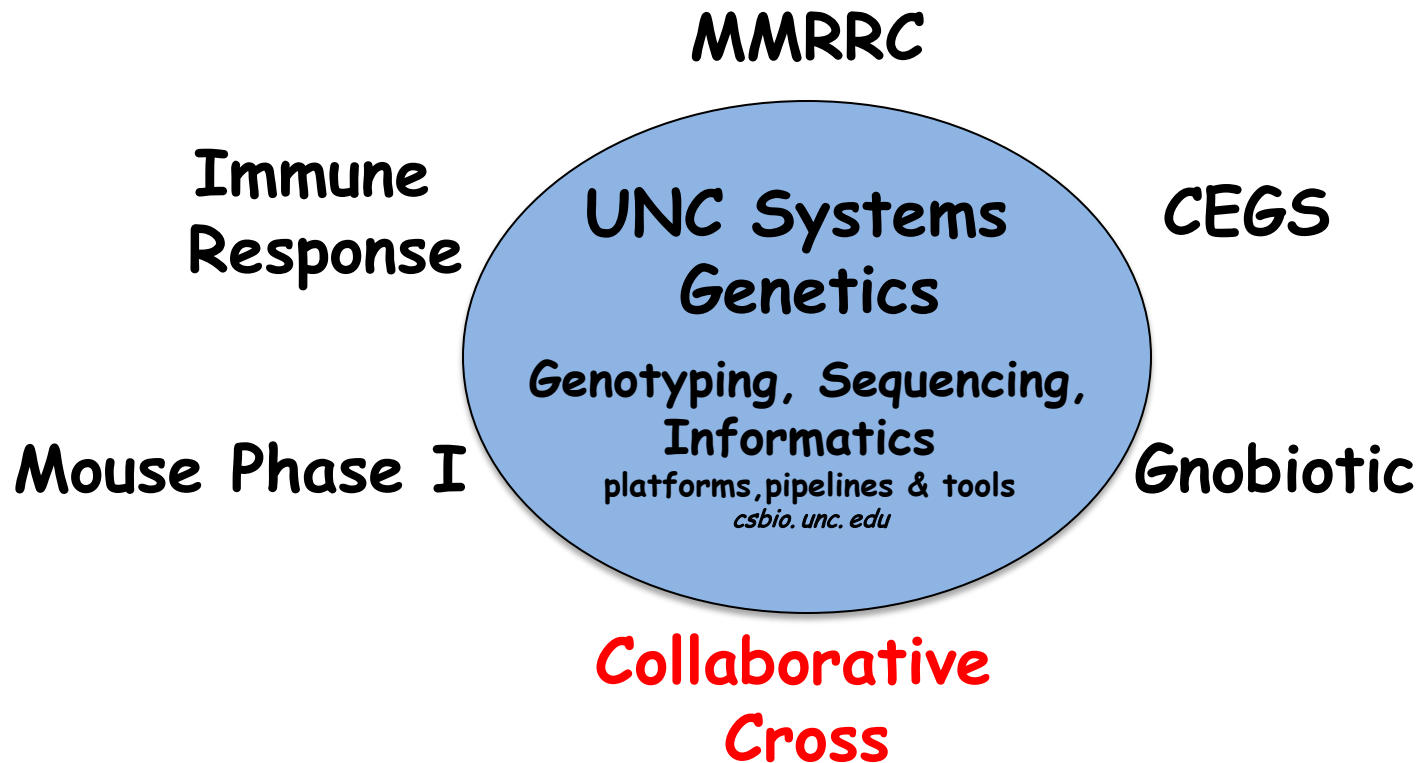 MMRRC
Immune
Response
CEGS
UNC Systems
Genetics
Genotyping, Sequencing,
Informatics
platforms,pipelines & tools
csbio.unc.edu
Mouse Phase I
Gnobiotic
Collaborative
Cross